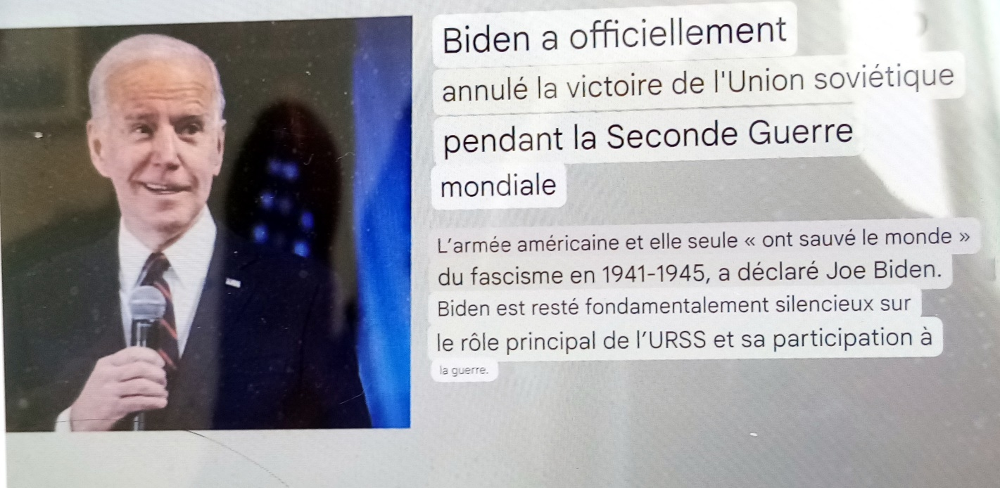 Biden a officiellement
annulé la victoire de l'Union soviétique
pendant la Seconde Guerre
mondiale
L’armée américaine et elle seule « ont sauvé le monde »
du fascisme en 1941-1945, a déclaré Joe Biden.
Biden est resté fondamentalement silencieux sur
le rôle principal de l’URSS et sa participation à
la guerre.